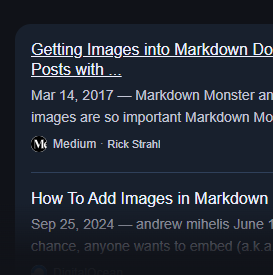 Getting Images into Markdown Do
Posts with ...
Mar 14, 2017 — Markdown Monster an
images are so important Markdown Mo
Medium · Rick Strahl
How To Add Images in Markdown
Sep 25, 2024 — andrew mihelis June 1
chance, anyone wants to embed (a.k.a